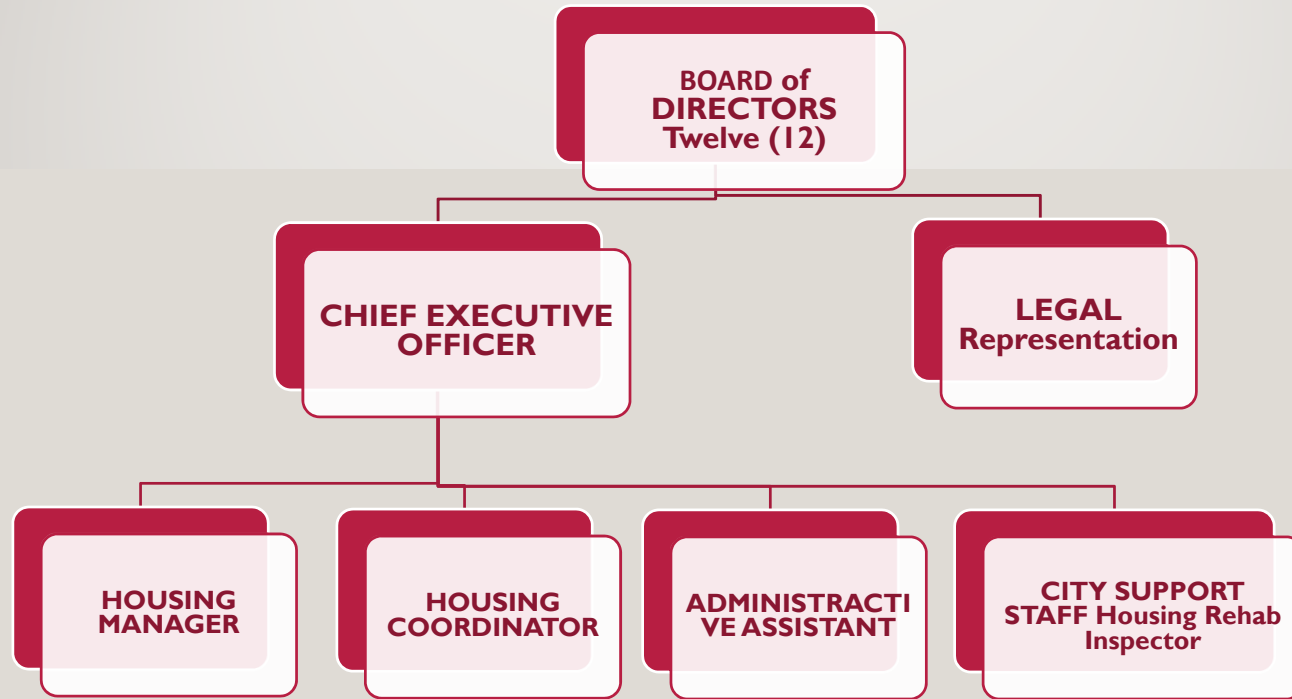 BOARD of
DIRECTORS
Twelve (12)
CHIEF EXECUTIVE
OFFICER
LEGAL
Representation
HOUSING
MANAGER
HOUSING
COORDINATOR
ADMINISTRACTI
VE ASSISTANT
CITY SUPPORT
STAFF Housing Rehab
Inspector